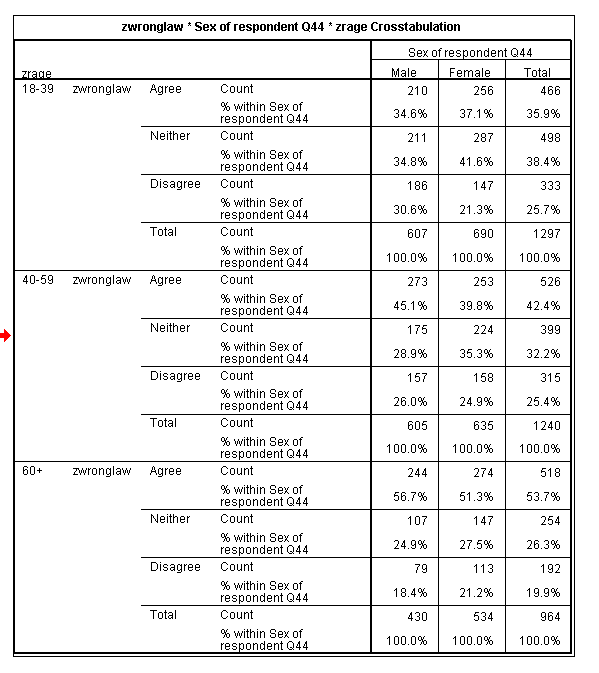 zwronglaw * Sex of respondent Q44 * zrage Crosstabulation
Sex of respondent Q44
zrage Male Female Total
18-39 zwronglaw Agree Count 210 256 466
% within Sex of
respondent Q44 34.6% 37.1% 35.9%
Neither Count 211 287 498
% within Sex of
respondent Q44 34.8% 41.6% 38.4%
Disagree Count 186 147 333
% within Sex of
respondent Q44 30.6% 21.3% 25.7%
Total Count 607 690 1297
% within Sex of
respondent Q44 100.0% 100.0% 100.0%
40-59 zwronglaw Agree Count 273 253 526
% within Sex of
respondent Q44 45.1% 39.8% 42.4%
Neither Count 175 224 399
% within Sex of
respondent Q44 28.9% 35.3% 32.2%
Disagree Count 157 158 315
% within Sex of
respondent Q44 26.0% 24.9% 25.4%
Total Count 605 635 1240
% within Sex of
respondent Q44 100.0% 100.0% 100.0%
60+ zwronglaw Agree Count 244 274 518
% within Sex of
respondent Q44 56.7% 51.3% 53.7%
Neither Count 107 147 254
% within Sex of
respondent Q44 24.9% 27.5% 26.3%
Disagree Count 79 113 192
% within Sex of
respondent Q44 18.4% 21.2% 19.9%
Total Count 430 534 964
% within Sex of
respondent Q44 100.0% 100.0% 100.0%